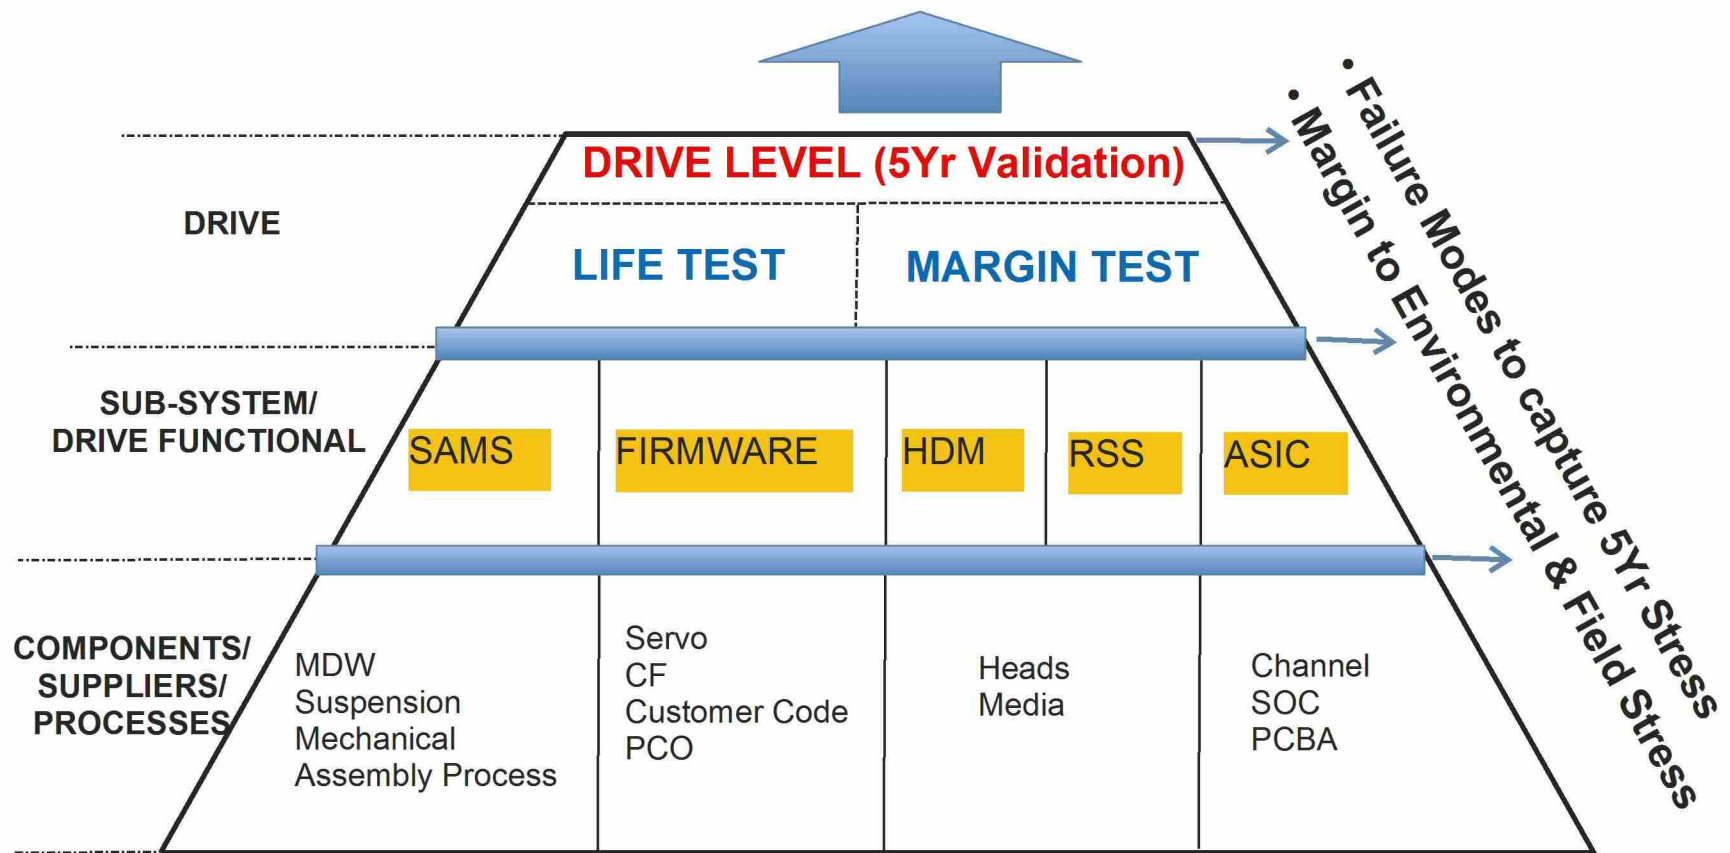 DRIVE LEVEL (5Yr Validation)
DRIVE
LIFE TEST
MARGIN TEST
• Failure Modes to capture 5Yr Stress
• Margin to Environmental & Field Stress
SUB-SYSTEM/
DRIVE FUNCTIONAL
SAMS
FIRMWARE
HDM
RSS
ASIC
COMPONENTS/
SUPPLIERS/
PROCESSES
MDW
Suspension
Mechanical
Assembly Process
Servo
CF
Customer Code
PCO
Heads
Media
Channel
SOC
PCBA